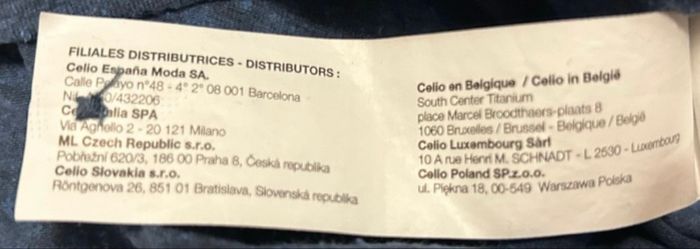 FILIALES DISTRIBUTRICES - DISTRIBUTORS :
Celio España Moda SA.
Calle Pelayo n°48 - 4° 2° 08 001 Barcelona
/432206
Italia SPA
Via Agnello 2 - 20 121 Milano
ML Czech Republic s.r.o.
Pobřežní 620/3, 186 00 Praha 8, Česká republika
Celio Slovakia s.r.o.
Röntgenova 26, 851 01 Bratislava, Slovenská republika
Celio en Belgique / Celio in België
South Center Titanium
place Marcel Broodthaers-plaats 8
1060 Bruxelles / Brussel - Belgique / België
Celio Luxembourg Sàrl
10 A rue Henri M. SCHNADT - L 2530 - Luxembourg
Celio Poland SP.z.o.o.
ul. Piękna 18, 00-549 Warszawa Polska